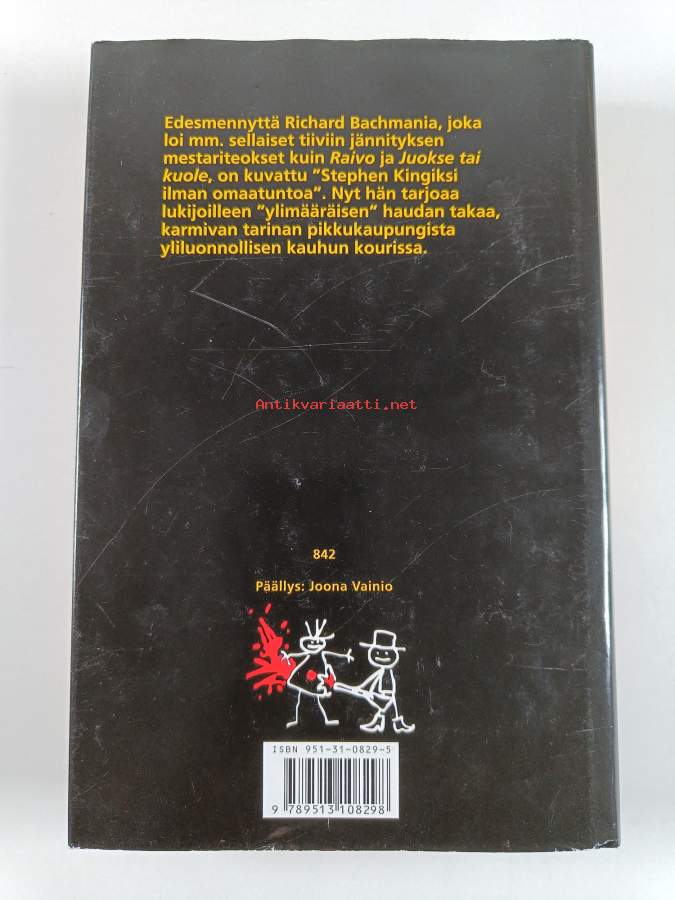 Edesmennyttä Richard Bachmania, joka
loi mm. sellaiset tiiviin jännityksen
mestariteokset kuin Raivo ja Juokse tai
kuole, on kuvattu ”Stephen Kingiksi
ilman omaatuntoa”. Nyt hän tarjoaa
lukijoilleen ”ylimääräisen” haudan takaa,
karmivan tarinan pikkukaupungista
yliluonnollisen kauhun kourissa.
Antikvariaatti.net
842
Päällys: Joona Vainio
ISBN 951-31-0829-5
9 789513 108298